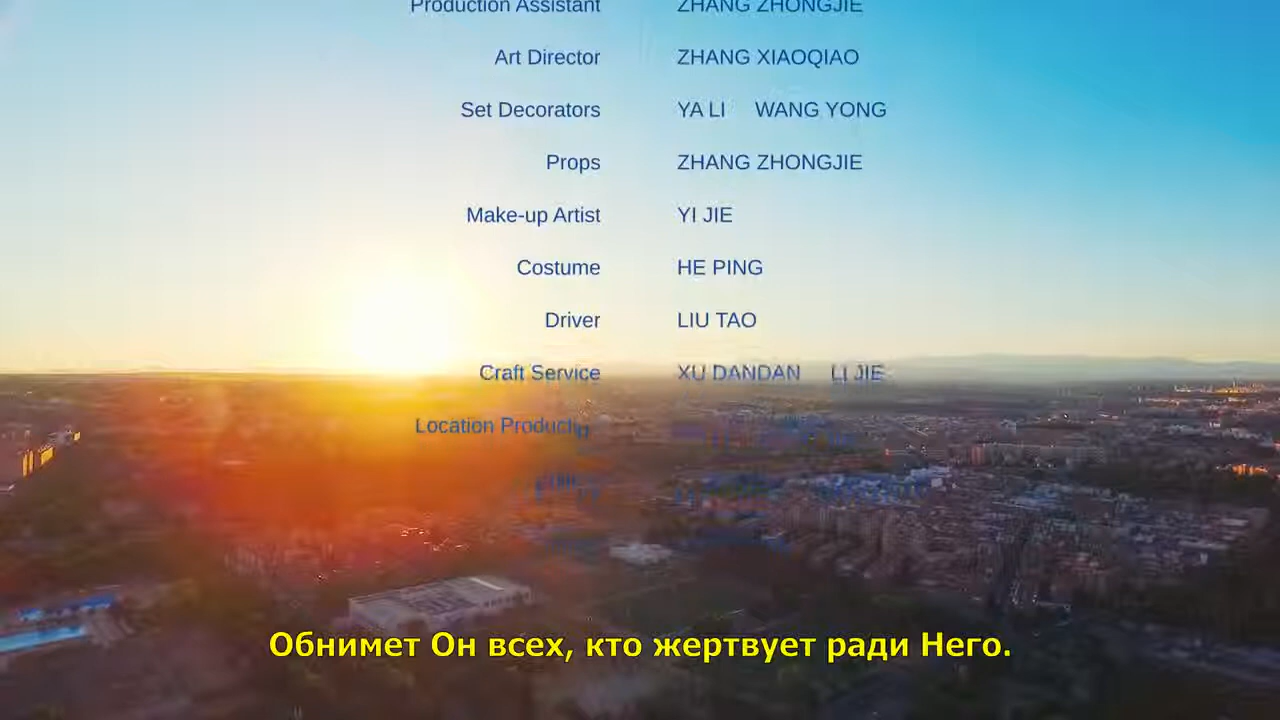 Production Assistant ZHANG ZHONGJIE
Art Director ZHANG XIAOQIAO
Set Decorators YA LI WANG YONG
Props ZHANG ZHONGJIE
Make-up Artist YI JIE
Costume HE PING
Driver LIU TAO
Craft Service XU DANDAN LI JIE
Location
Обнимет Он всех, кто жертвует ради Него.